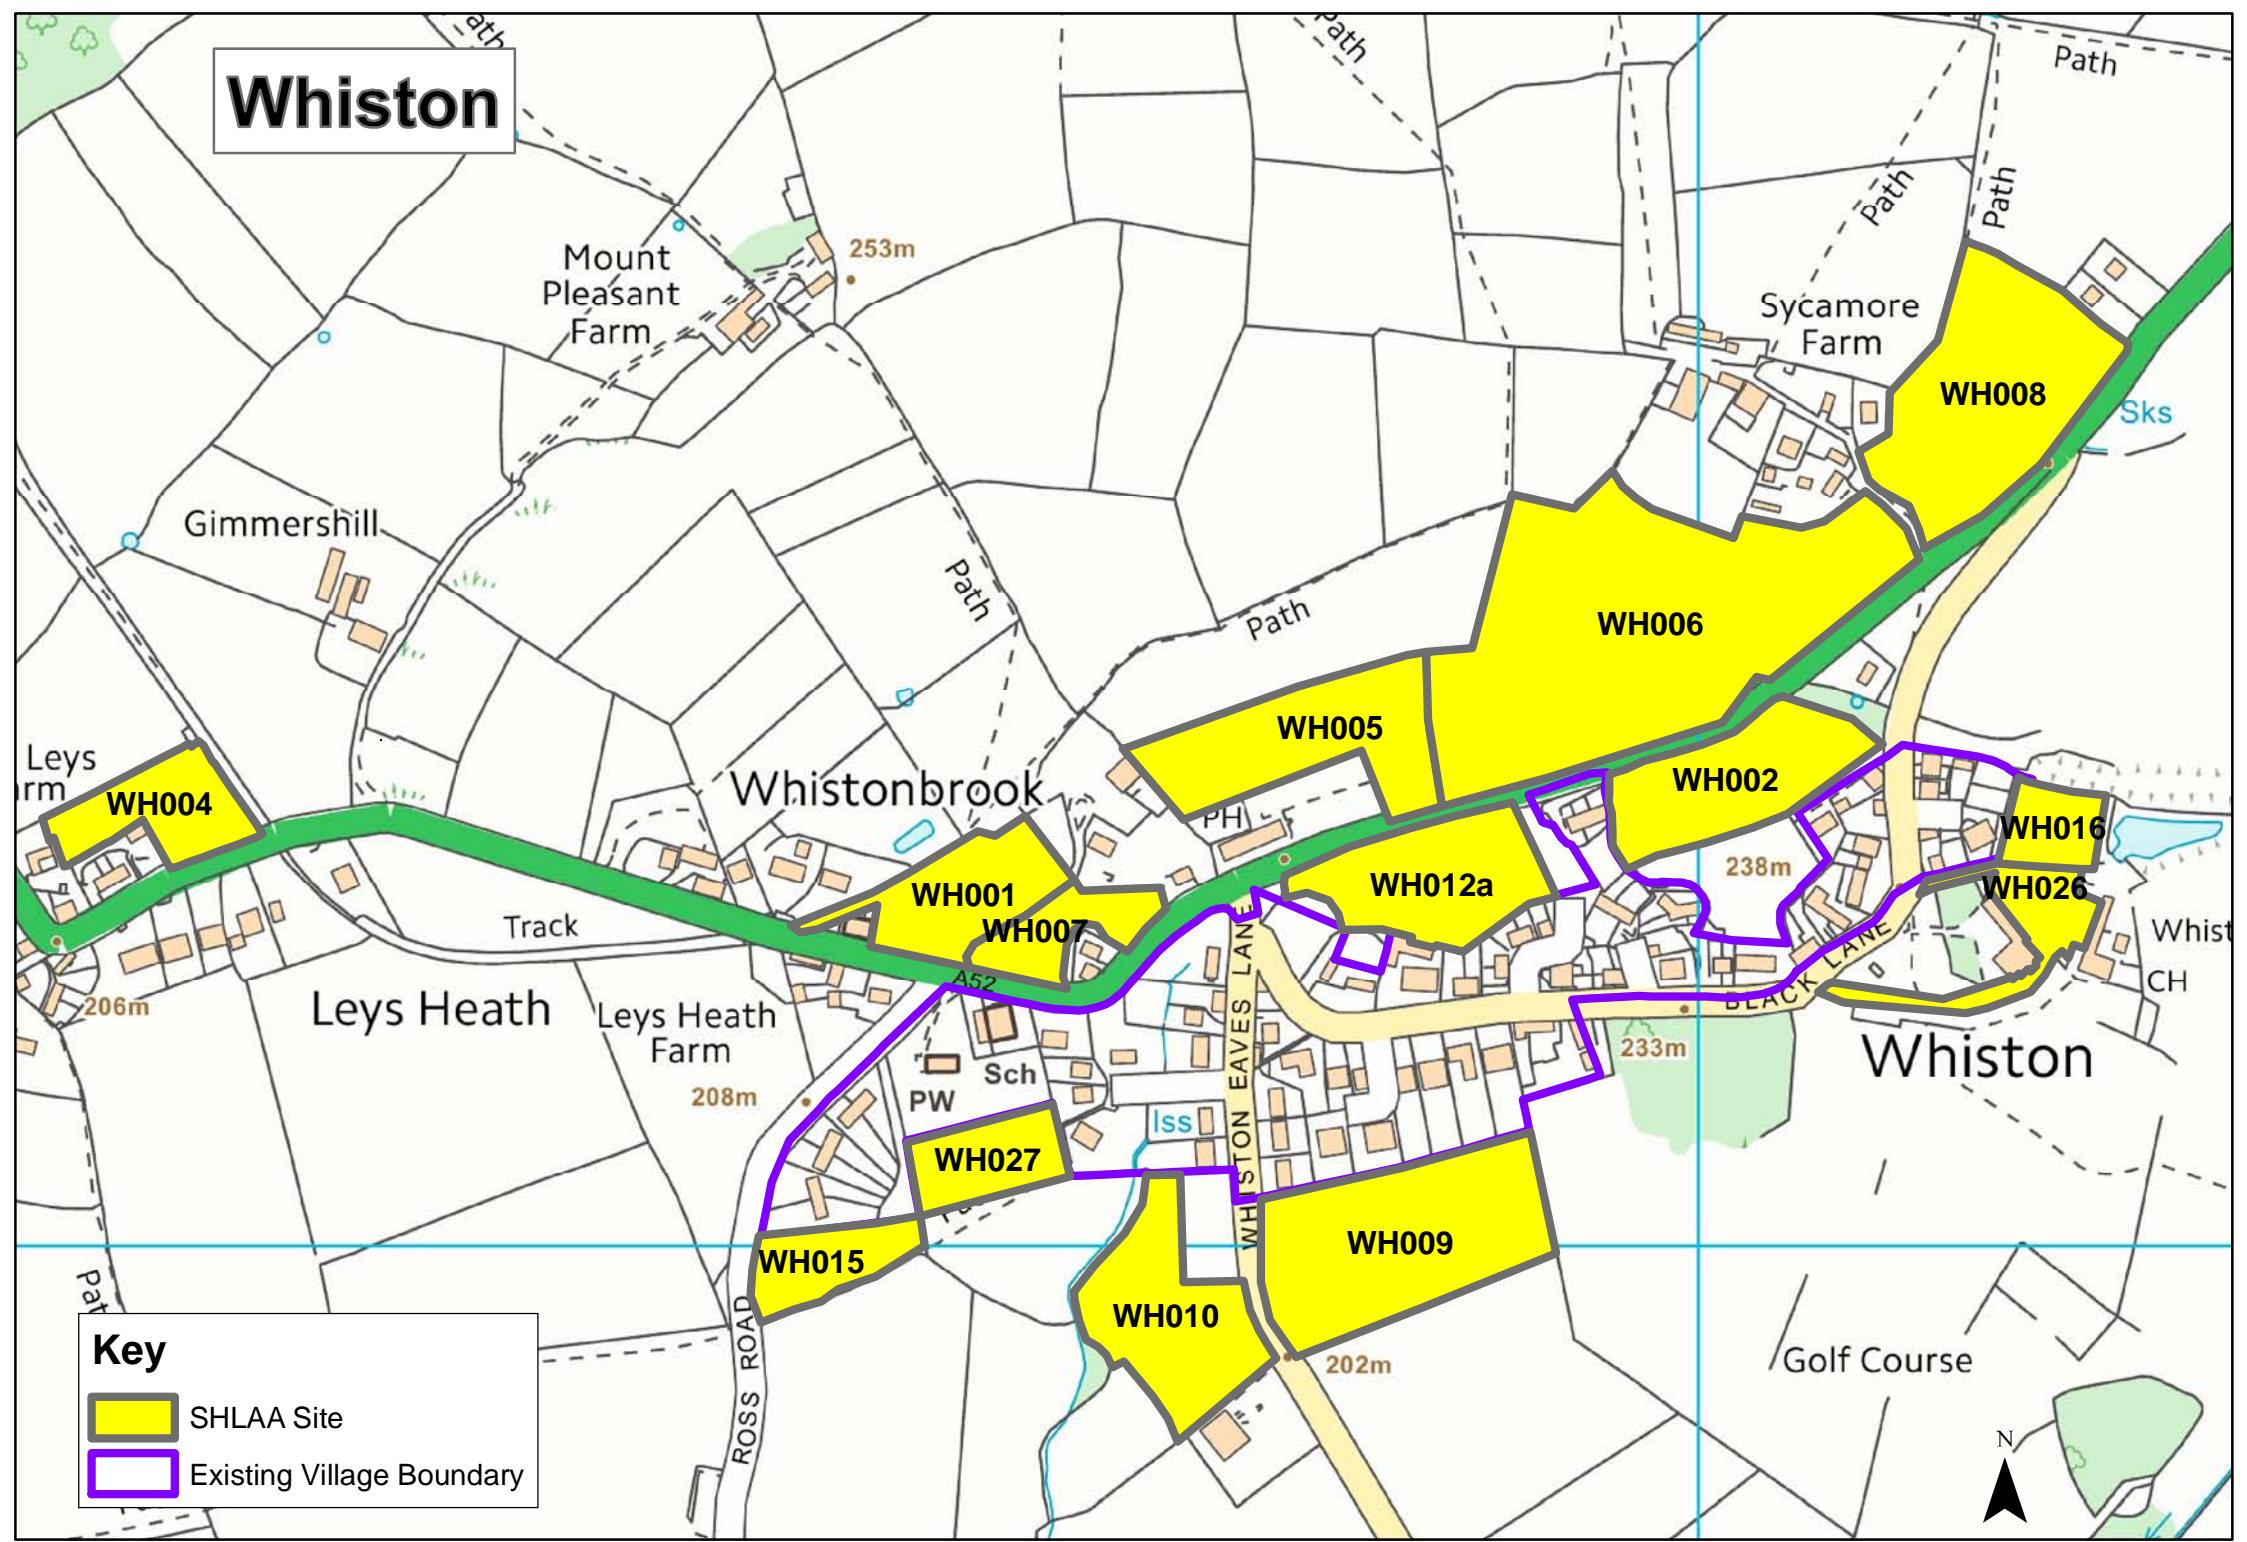 Whiston
Path
Path
Path
Path
Path
253m
Mount
Pleasant
Farm
Sycamore
Farm
WH008
Sks
Gimmershill
Path
Path
WH006
WH005
Leys
arm
WH004
Whistonbrook
PH
WH002
WH016
WH001
WH007
WH012a
238m
WH026
Track
A52
BLACK LANE
Whist
CH
206m
Leys Heath
Leys Heath
Farm
208m
Sch
PW
233m
Whiston
Iss
WHISTON EAVES LANE
WH027
WH015
WH009
WH010
202m
Golf Course
Pat
ROSS ROAD
Key
SHLAA Site
Existing Village Boundary
N